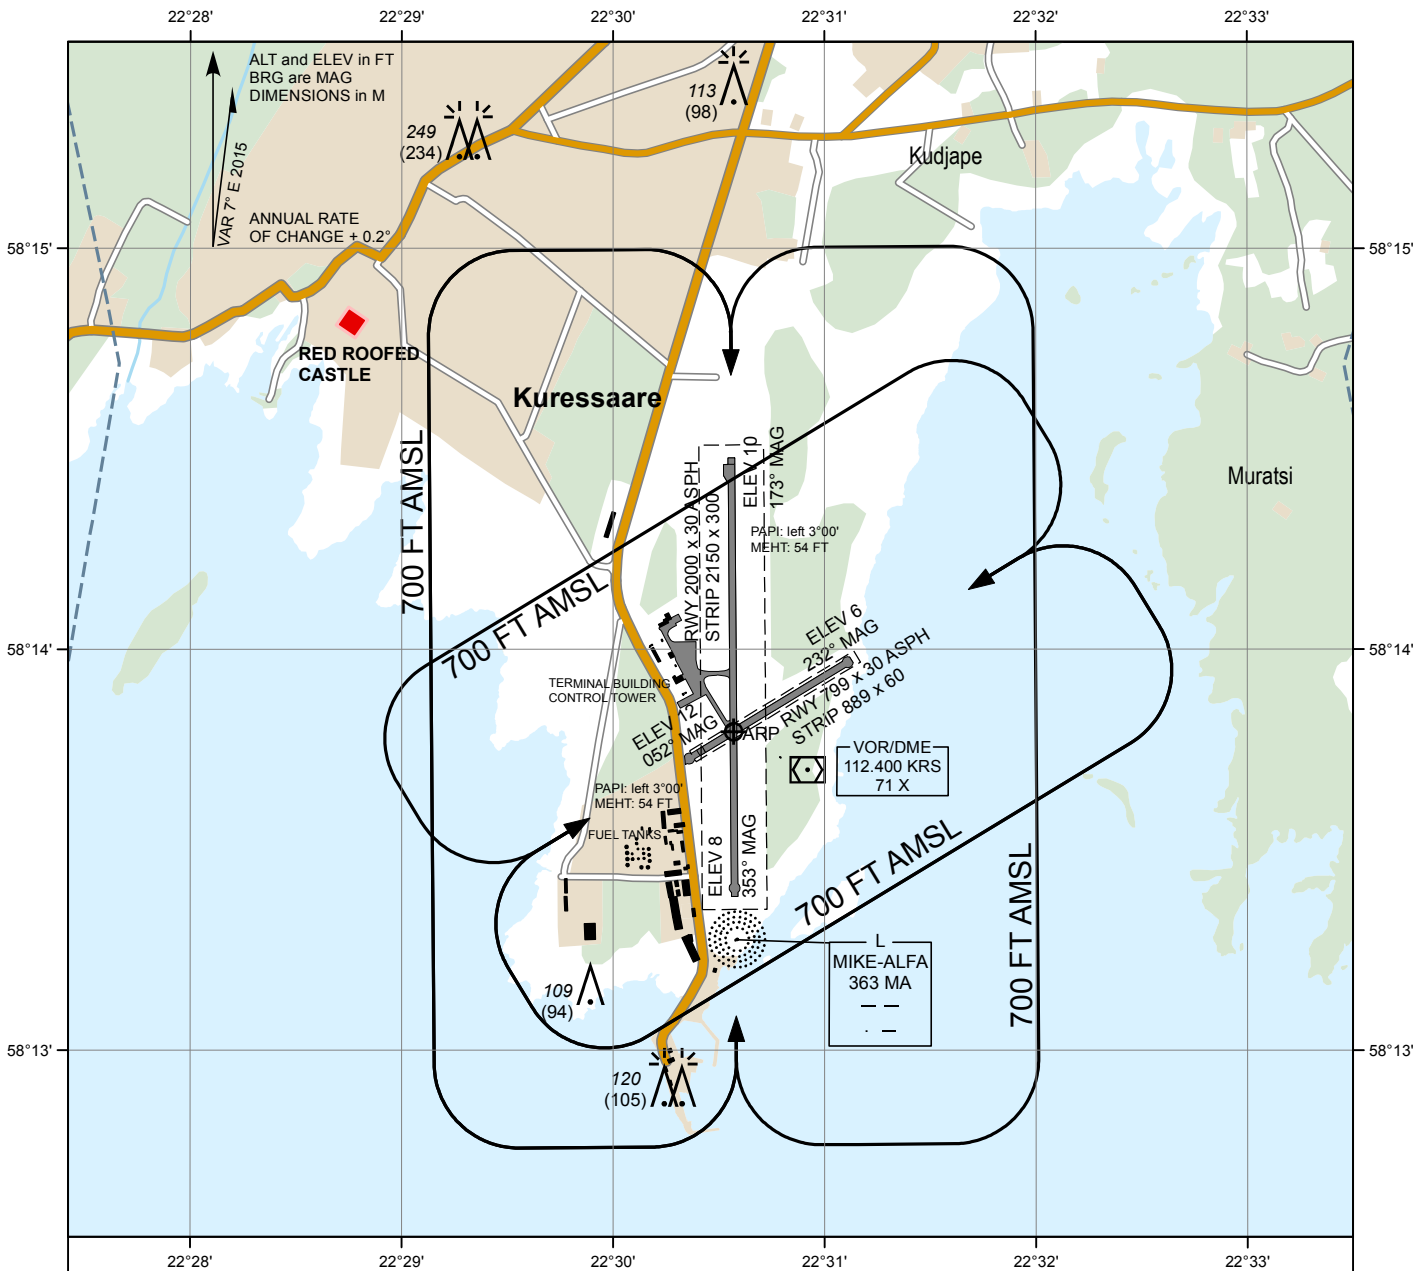 22°28'
22°29'
22°30'
22°31'
22°32'
22°33'
ALT and ELEV in FT
BRG are MAG
DIMENSIONS in M
VAR 7° E 2015
ANNUAL RATE
OF CHANGE + 0.2°
249
(234)
113
(98)
Kudjape
58°15'
58°15'
RED ROOFED
CASTLE
Kuressaare
700 FT AMSL
700 FT AMSL
RWY 2000 x 30 ASPH
STRIP 2150 x 300
ELEV 10
173° MAG
PAPI: left 3°00'
MEHT: 54 FT
Muratsi
58°14'
58°14'
TERMINAL BUILDING
CONTROL TOWER
ELEV 6
232° MAG
RWY 799 x 30 ASPH
STRIP 889 x 60
ELEV 12
052° MAG
ARP
VOR/DME
112.400 KRS
71 X
PAPI: left 3°00'
MEHT: 54 FT
FUEL TANKS
ELEV 8
353° MAG
700 FT AMSL
700 FT AMSL
L
MIKE-ALFA
363 MA
109
(94)
58°13'
58°13'
120
(105)
22°28'
22°29'
22°30'
22°31'
22°32'
22°33'